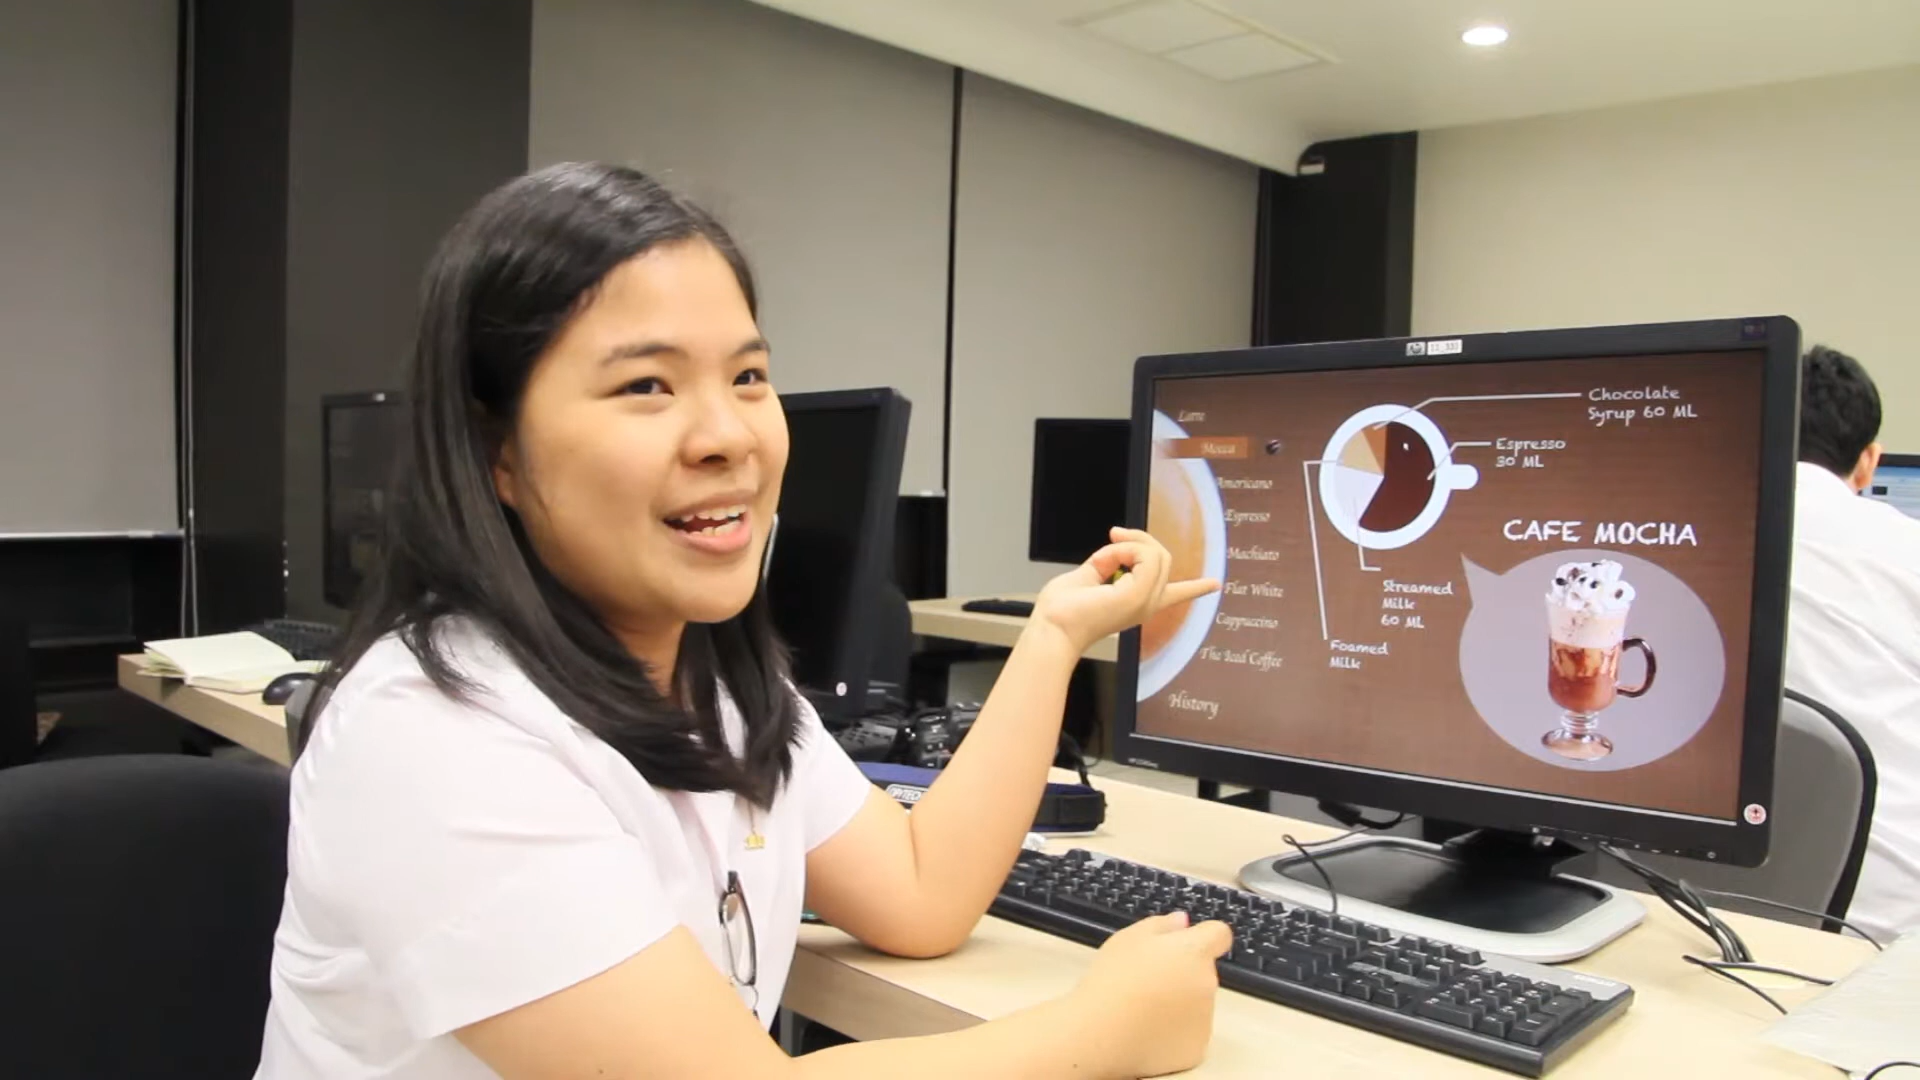 Latte
Mocca
Americano
Espresso
Machiato
Flat White
Cappuccino
The Iced Coffee
History
Chocolate
Syrup 60 ML
Espresso
30 ML
Streamed
Milk
60 ML
Foamed
Milk
CAFE MOCHA